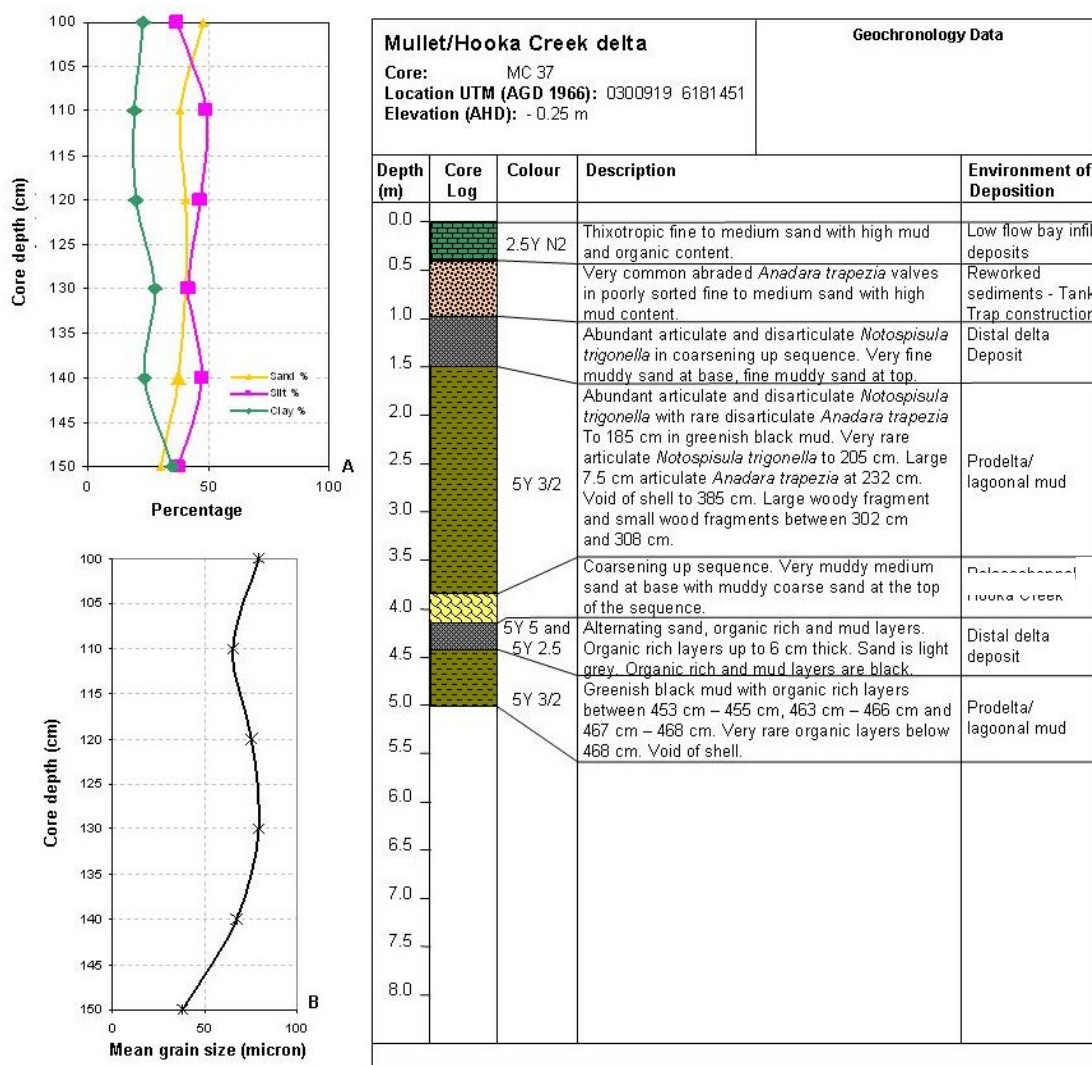 100
105
110
115
120
125
130
135
140
145
150
Core depth (cm)
Sand %
Silt %
Clay %
A
0
50
100
Percentage
100
105
110
115
120
125
130
135
140
145
150
Core depth (cm)
B
0
50
100
Mean grain size (micron)
Mullet/Hooka Creek delta
Core: MC 37
Location UTM (AGD 1966): 0300919 6181451
Elevation (AHD): - 0.25 m
Geochronology Data
Depth (m)
Core Log
Colour
Description
Environment of
Deposition
0.0
0.5
1.0
1.5
2.0
2.5
3.0
3.5
4.0
4.5
5.0
5.5
6.0
6.5
7.0
7.5
8.0
2.5Y N2
Thixotropic fine to medium sand with high mud
and organic content.
Low flow bay infil
deposits
Very common abraded Anadara trapezia valves
in poorly sorted fine to medium sand with high
mud content.
Reworked
sediments - Tank
Trap construction
Abundant articulate and disarticulate Notospisula
trigonella in coarsening up sequence. Very fine
muddy sand at base, fine muddy sand at top.
Distal delta
Deposit
5Y 3/2
Abundant articulate and disarticulate Notospisula
trigonella with rare disarticulate Anadara trapezia
To 185 cm in greenish black mud. Very rare
articulate Notospisula trigonella to 205 cm. Large
7.5 cm articulate Anadara trapezia at 232 cm.
Void of shell to 385 cm. Large woody fragment
and small wood fragments between 302 cm
and 308 cm.
Prodelta/
lagoonal mud
Coarsening up sequence. Very muddy medium
sand at base with muddy coarse sand at the top
of the sequence.
Hooka Creek
5Y 5 and
5Y 2.5
Alternating sand, organic rich and mud layers.
Organic rich layers up to 6 cm thick. Sand is light
grey. Organic rich and mud layers are black.
Distal delta
deposit
5Y 3/2
Greenish black mud with organic rich layers
between 453 cm – 455 cm, 463 cm – 466 cm and
467 cm – 468 cm. Very rare organic layers below
468 cm. Void of shell.
Prodelta/
lagoonal mud